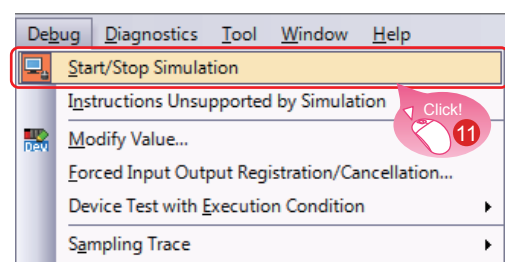 Debug Diagnostics Tool Window Help
Start/Stop Simulation
Instructions Unsupported by Simulation
Click!
11
Dev
Modify Value...
Forced Input Output Registration/Cancellation...
Device Test with Execution Condition
Sampling Trace